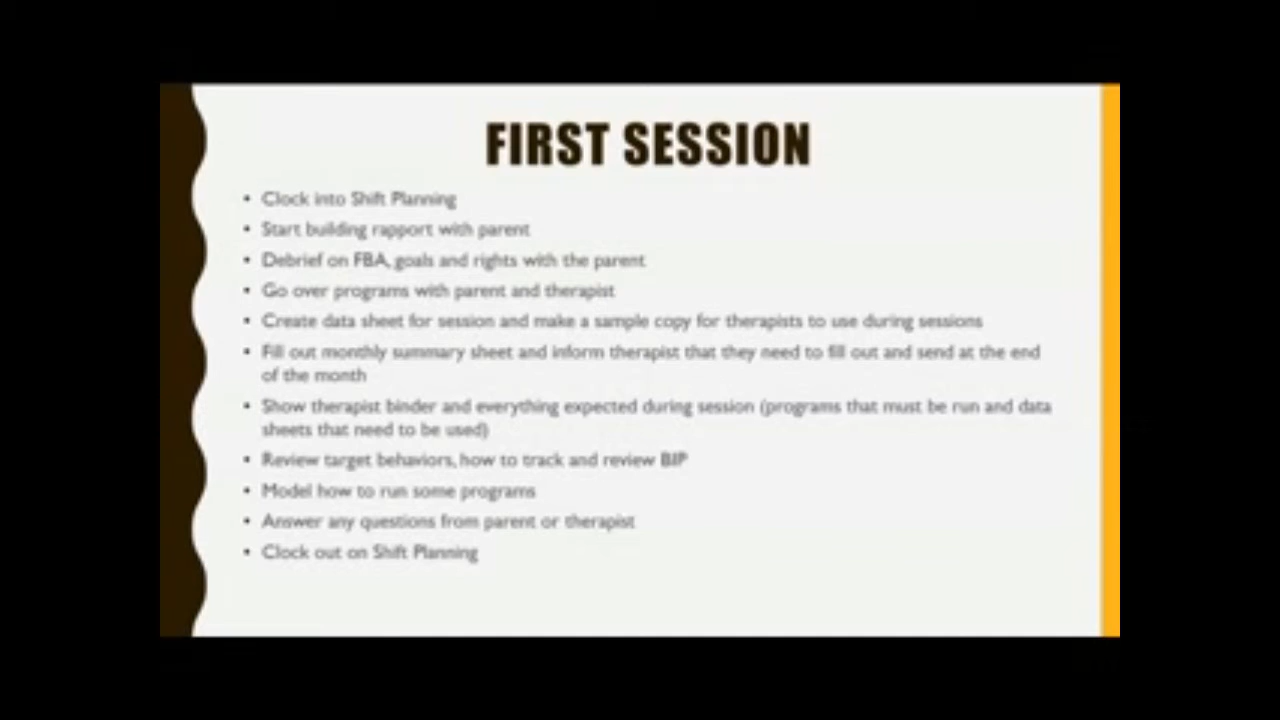 FIRST SESSION
• Clock into Shift Planning
• Start building rapport with parent
• Debrief on FBA, goals and rights with the parent
• Go over programs with parent and therapist
• Create data sheet for session and make a sample copy for therapists to use during sessions
• Fill out monthly summary sheet and inform therapist that they need to fill out and send at the end
of the month
• Show therapist binder and everything expected during session (programs that must be run and data
sheets that need to be used)
• Review target behaviors, how to track and review BIP
• Model how to run some programs
• Answer any questions from parent or therapist
• Clock out on Shift Planning